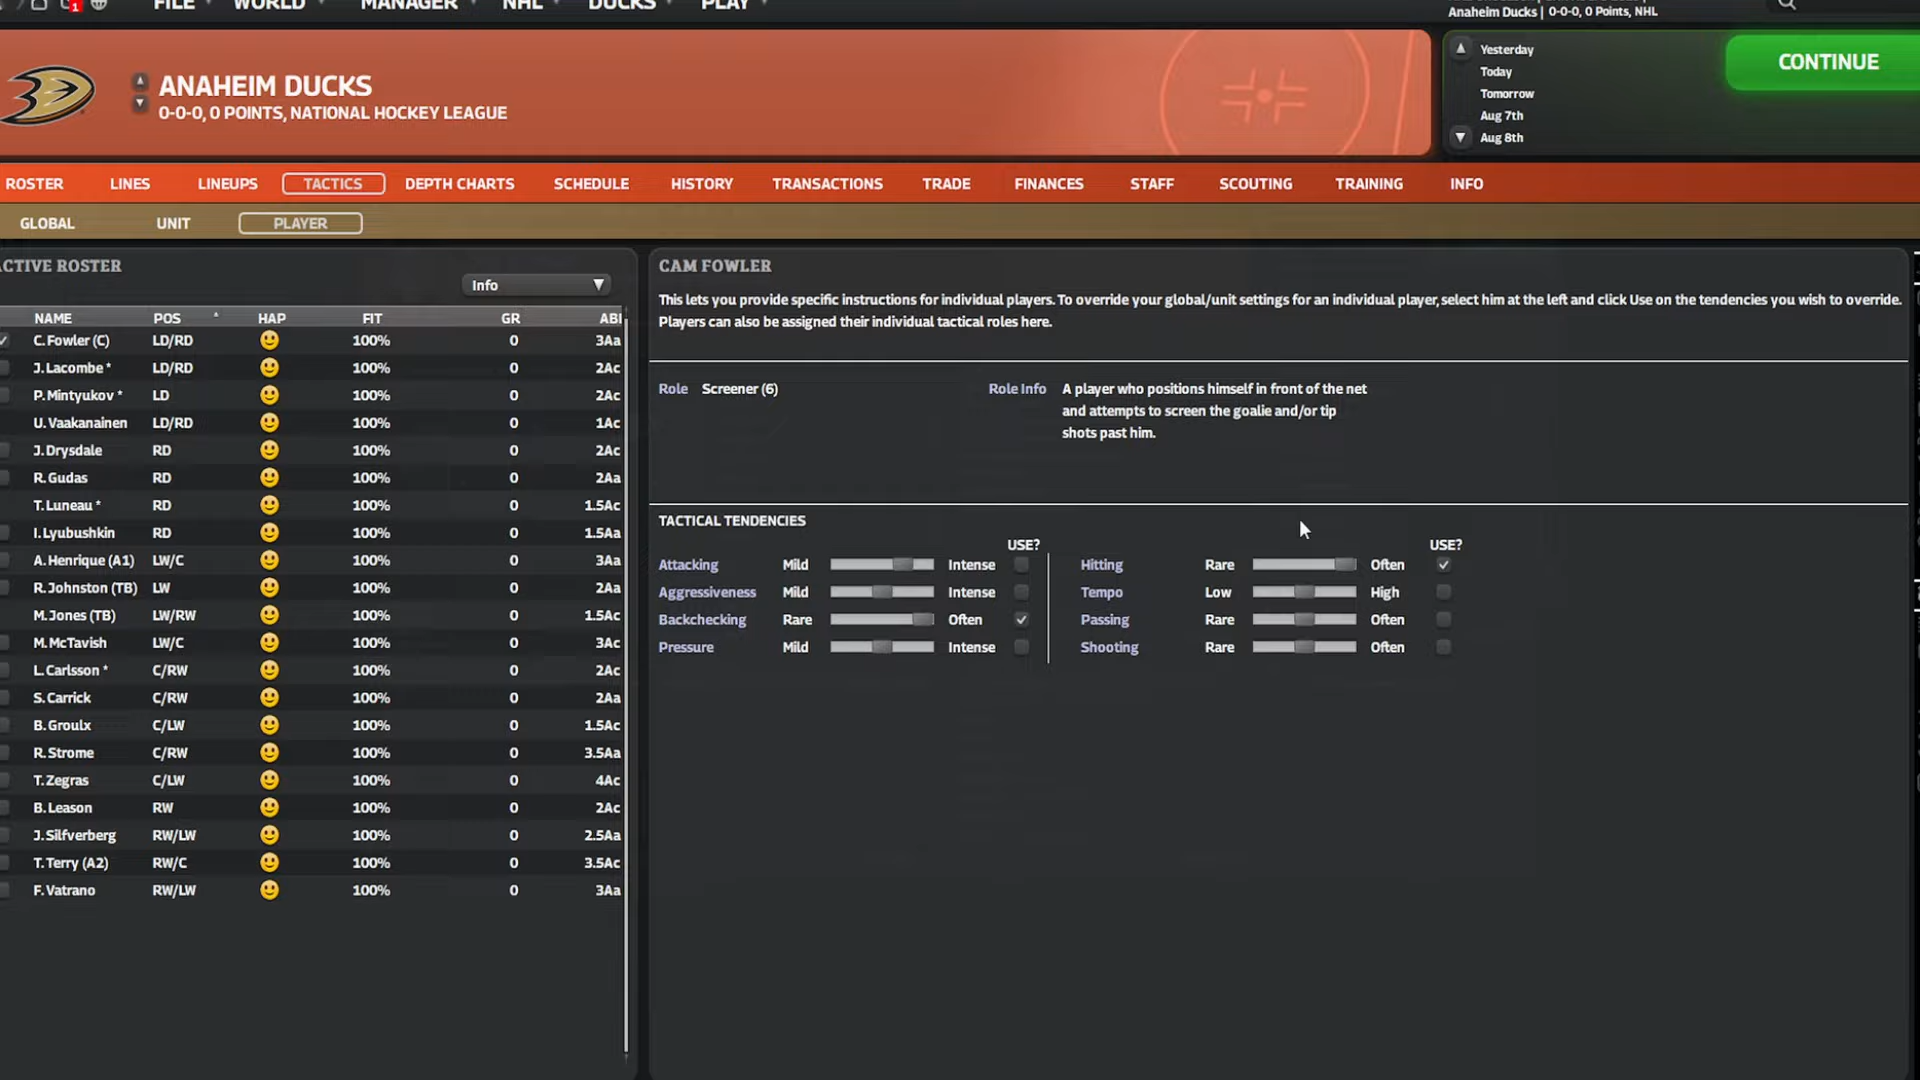 1
FILE WORLD MANAGER NHL DUCKS PLAY
Anaheim Ducks | 0-0-0, 0 Points, NHL
ANAHEIM DUCKS
0-0-0, 0 POINTS, NATIONAL HOCKEY LEAGUE
Yesterday
Today
Tomorrow
Aug 7th
Aug 8th
CONTINUE
ROSTER LINES LINEUPS TACTICS DEPTH CHARTS SCHEDULE HISTORY TRANSACTIONS TRADE FINANCES STAFF SCOUTING TRAINING INFO
GLOBAL UNIT PLAYER
CTIVE ROSTER
Info
NAME POS HAP FIT GR ABI
C. Fowler (C) LD/RD 100% 0 3Aa
J. Lacombe * LD/RD 100% 0 2Ac
P. Mintyukov * LD 100% 0 2Ac
U. Vaakanainen LD/RD 100% 0 1Ac
J. Drysdale RD 100% 0 2Ac
R. Gudas RD 100% 0 2Aa
T. Luneau * RD 100% 0 1.5Ac
I. Lyubushkin RD 100% 0 1.5Aa
A. Henrique (A1) LW/C 100% 0 3Aa
R. Johnston (TB) LW 100% 0 2Aa
M. Jones (TB) LW/RW 100% 0 1.5Ac
M. McTavish LW/C 100% 0 3Ac
L. Carlsson * C/RW 100% 0 2Ac
S. Carrick C/RW 100% 0 2Aa
B. Groulx C/LW 100% 0 1.5Ac
R. Strome C/RW 100% 0 3.5Aa
T. Zegras C/LW 100% 0 4Ac
B. Leason RW 100% 0 2Ac
J. Silfverberg RW/LW 100% 0 2.5Aa
T. Terry (A2) RW/C 100% 0 3.5Ac
F. Vatrano RW/LW 100% 0 3Aa
CAM FOWLER
This lets you provide specific instructions for individual players. To override your global/unit settings for an individual player, select him at the left and click Use on the tendencies you wish to override.
Players can also be assigned their individual tactical roles here.
Role Screener (6)
Role Info A player who positions himself in front of the net
and attempts to screen the goalie and/or tip
shots past him.
TACTICAL TENDENCIES
USE? USE?
Attacking Mild Intense Hitting Rare Often
Aggressiveness Mild Intense Tempo Low High
Backchecking Rare Often Passing Rare Often
Pressure Mild Intense Shooting Rare Often